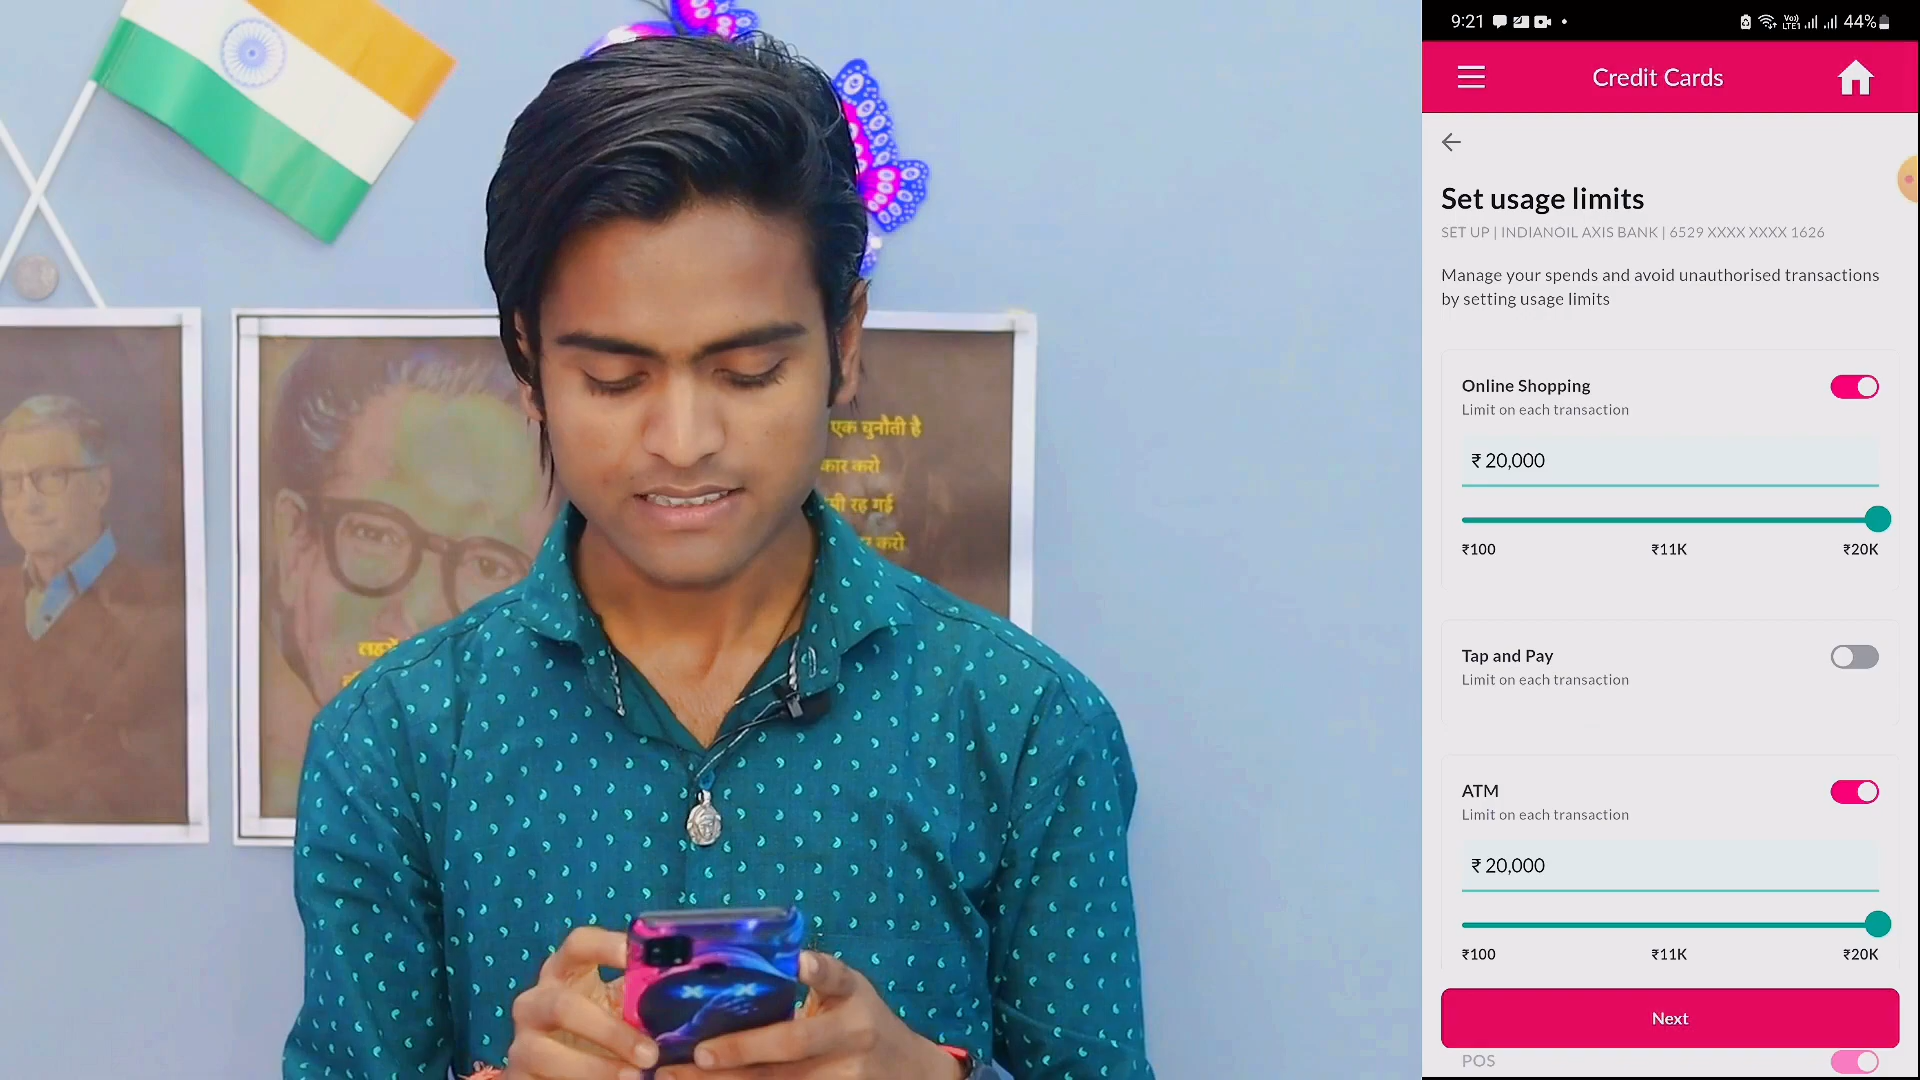 एक चुनौती है
कार करो
मी रह गई
र करो
9:21
44%
Credit Cards
Set usage limits
SET UP | INDIANOIL AXIS BANK | 6529 XXXX XXXX 1626
Manage your spends and avoid unauthorised transactions
by setting usage limits
Online Shopping
Limit on each transaction
₹ 20,000
₹100 ₹11K ₹20K
Tap and Pay
Limit on each transaction
ATM
Limit on each transaction
₹ 20,000
₹100 ₹11K ₹20K
Next
POS